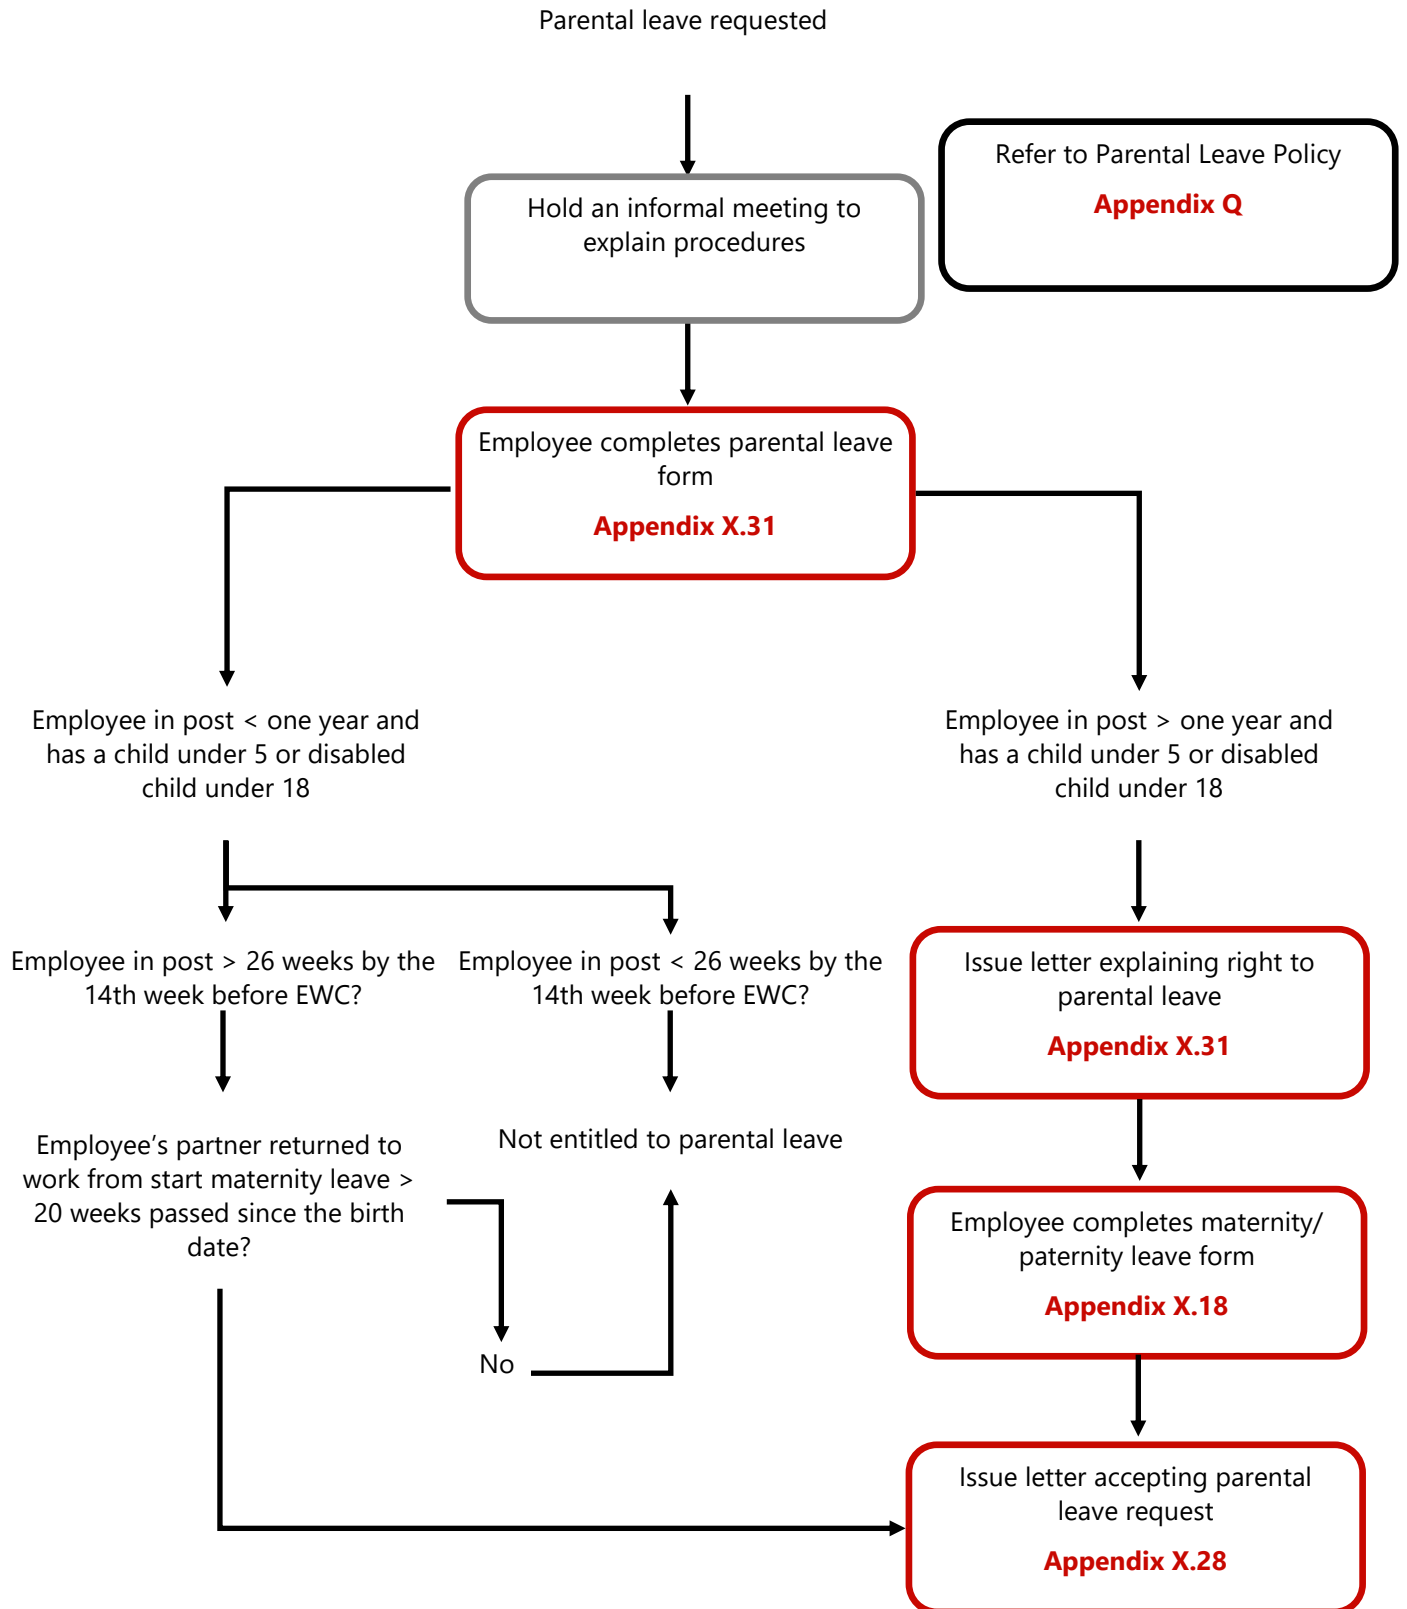 Parental leave requested
Refer to Parental Leave Policy
Appendix Q
Hold an informal meeting to
explain procedures
Employee completes parental leave
form
Appendix X.31
Employee in post < one year and
has a child under 5 or disabled
child under 18
Employee in post > one year and
has a child under 5 or disabled
child under 18
Employee in post > 26 weeks by the
14th week before EWC?
Employee in post < 26 weeks by the
14th week before EWC?
Issue letter explaining right to
parental leave
Appendix X.31
Employee’s partner returned to
work from start maternity leave >
20 weeks passed since the birth
date?
Not entitled to parental leave
Employee completes maternity/
paternity leave form
Appendix X.18
No
Issue letter accepting parental
leave request
Appendix X.28